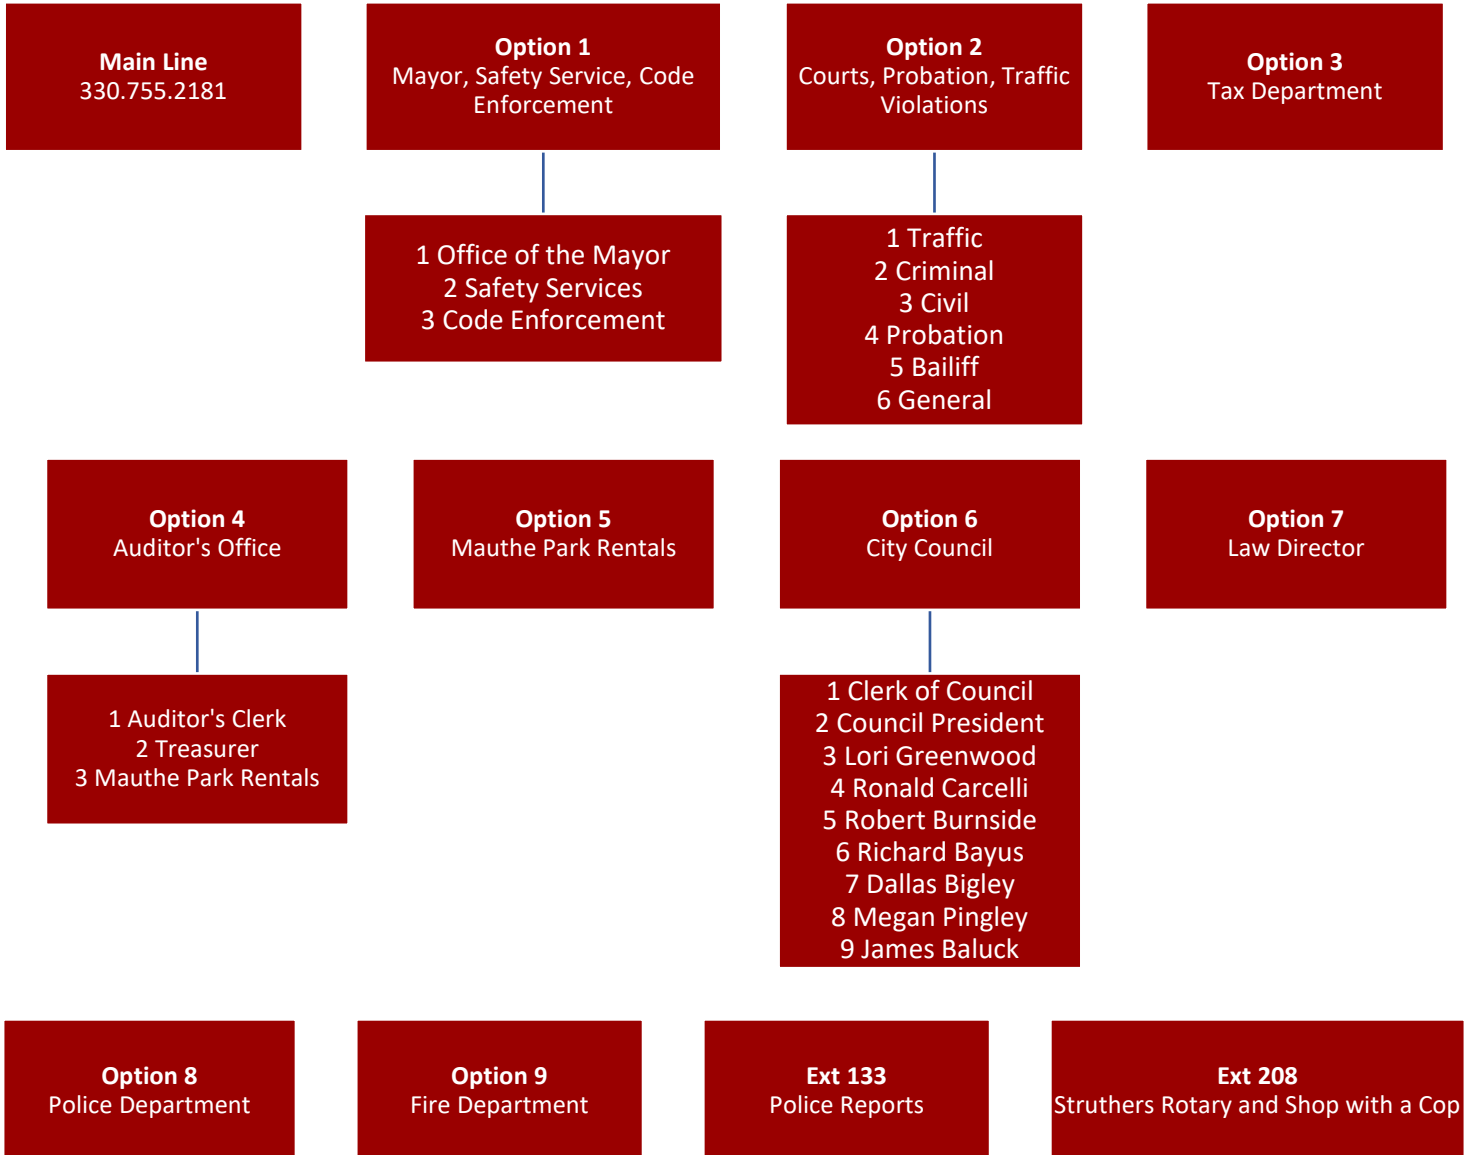 Main Line
330.755.2181
Option 1
Mayor, Safety Service, Code
Enforcement
Option 2
Courts, Probation, Traffic
Violations
Option 3
Tax Department
1 Office of the Mayor
2 Safety Services
3 Code Enforcement
1 Traffic
2 Criminal
3 Civil
4 Probation
5 Bailiff
6 General
Option 4
Auditor's Office
Option 5
Mauthe Park Rentals
Option 6
City Council
Option 7
Law Director
1 Auditor's Clerk
2 Treasurer
3 Mauthe Park Rentals
1 Clerk of Council
2 Council President
3 Lori Greenwood
4 Ronald Carcelli
5 Robert Burnside
6 Richard Bayus
7 Dallas Bigley
8 Megan Pingley
9 James Baluck
Option 8
Police Department
Option 9
Fire Department
Ext 133
Police Reports
Ext 208
Struthers Rotary and Shop with a Cop